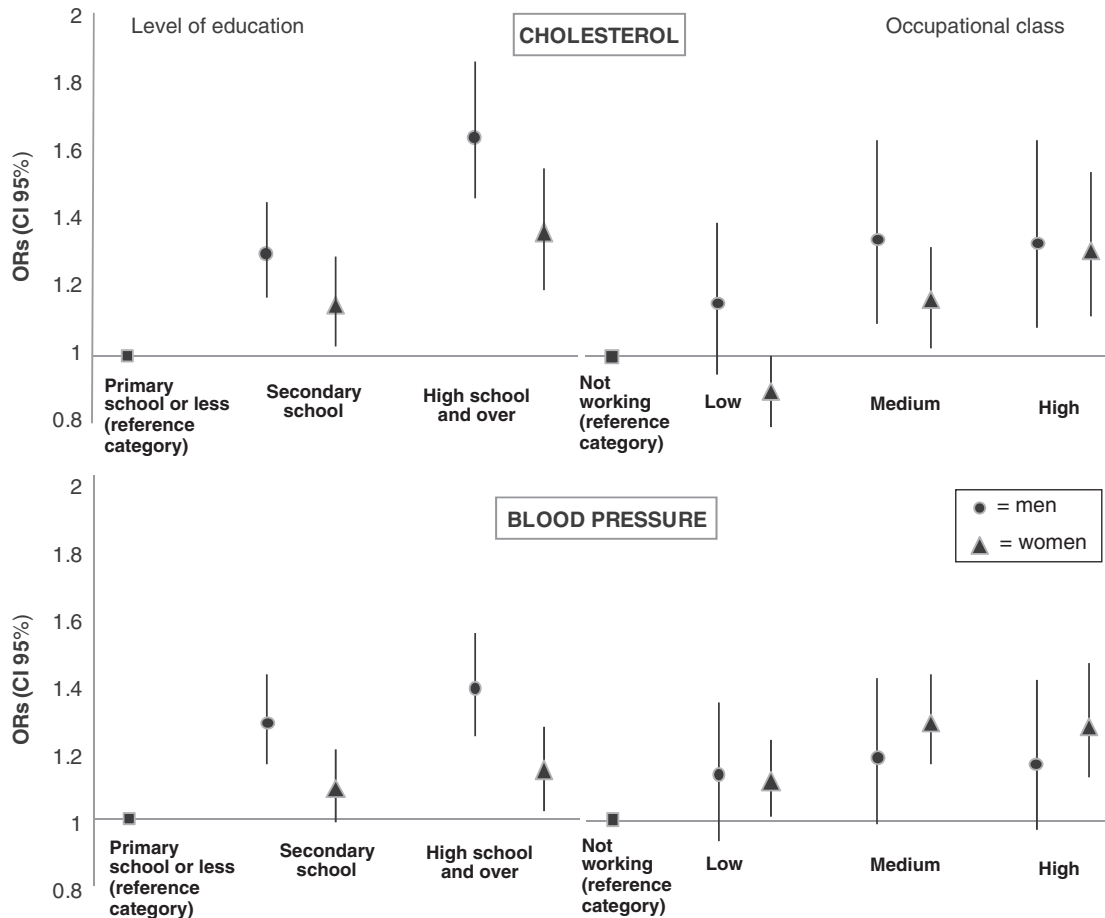 Level of education
CHOLESTEROL
Occupational class
ORs (CI 95%)
2
1.8
1.6
1.4
1.2
1
0.8
Primary
school or less
(reference
category)
Secondary
school
High school
and over
Not
working
(reference
category)
Low
Medium
High
BLOOD PRESSURE
= men
= women
ORs (CI 95%)
2
1.8
1.6
1.4
1.2
1
0.8
Primary
school or less
(reference
category)
Secondary
school
High school
and over
Not
working
(reference
category)
Low
Medium
High